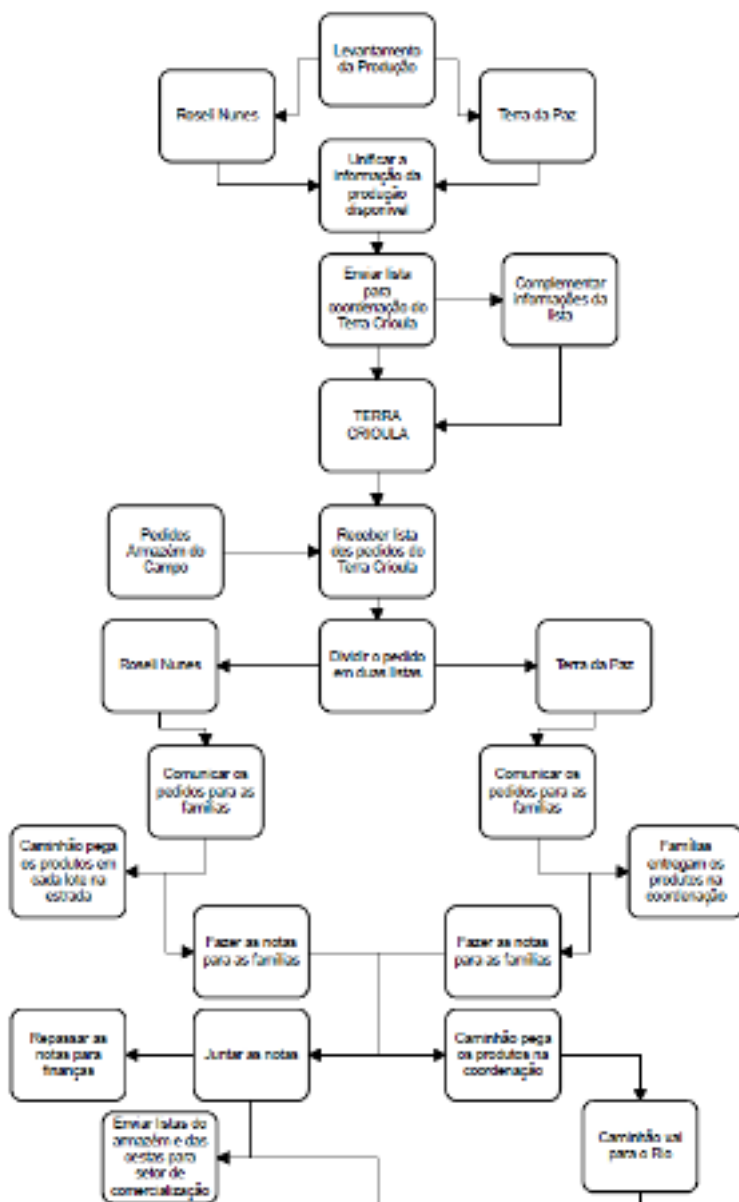 Levantamento
da Produção
Roseli Nunes
Terra da Paz
Unificar a
informação da
produção
disponível
Enviar lista
para
coordenação do
Terra Crioula
Complementar
informações da
lista
TERRA
CRIOULA
Pedidos
Armazém do
Campo
Receber lista
dos pedidos do
Terra Crioula
Roseli Nunes
Dividir o pedido
em duas listas
Terra da Paz
Comunicar os
pedidos para as
famílias
Comunicar os
pedidos para as
famílias
Caminhão pega
os produtos em
cada lote na
estrada
Famílias
entregam os
produtos na
coordenação
Fazer as notas
para as famílias
Fazer as notas
para as famílias
Repassar as
notas para
finanças
Juntar as notas
Caminhão pega
os produtos na
coordenação
Enviar listas do
armazém e das
cestas para
setor de
comercialização
Caminhão vai
para o Rio